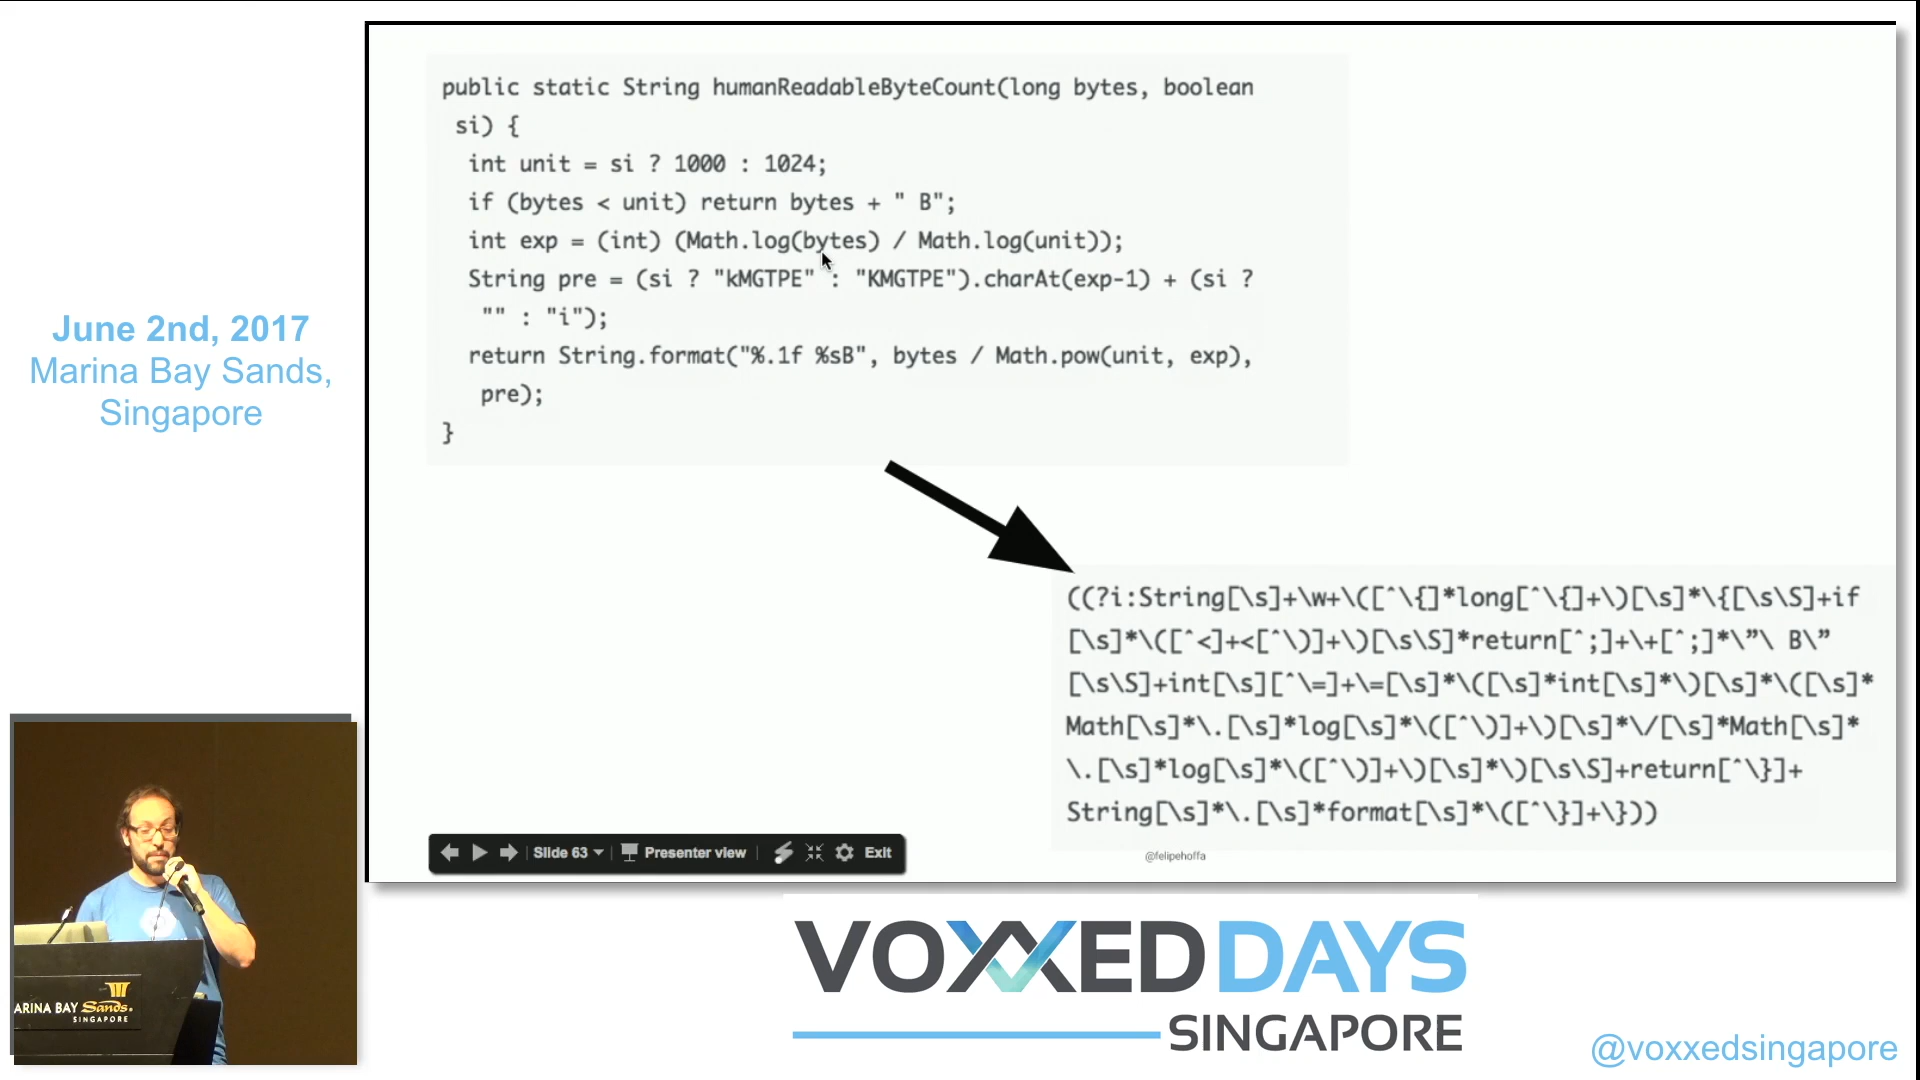 June 2nd, 2017
Marina Bay Sands,
Singapore
public static String humanReadableByteCount(long bytes, boolean
si) {
int unit = si ? 1000 : 1024;
if (bytes < unit) return bytes + " B";
int exp = (int) (Math.log(bytes) / Math.log(unit));
String pre = (si ? "kMGTPE" : "KMGTPE").charAt(exp-1) + (si ?
"" : "i");
return String.format("%.1f %sB", bytes / Math.pow(unit, exp),
pre);
}
((?i:String[\s]+\w+\([^\{]*long[^\{]+\)[\s]*\{[\s\S]+if
[\s]*\([^<]+<[^\)]+\)[\s\S]*return[^;]+\+[^;]*\”\ B\”
[\s\S]+int[\s][^\=]+\=[\s]*\([\s]*int[\s]*\)[\s]*\([\s]*
Math[\s]*\.[\s]*log[\s]*\([^\)]+\)[\s]*\/[\s]*Math[\s]*
\.[\s]*log[\s]*\([^\)]+\)[\s]*\)[\s\S]+return[^\}]+
String[\s]*\.[\s]*format[\s]*\([^\}]+\}))
Slide 63
Presenter view
Exit
@felipehoffa
ARINA BAY Sands.
SINGAPORE
VOXXED DAYS
SINGAPORE
@voxxedsingapore